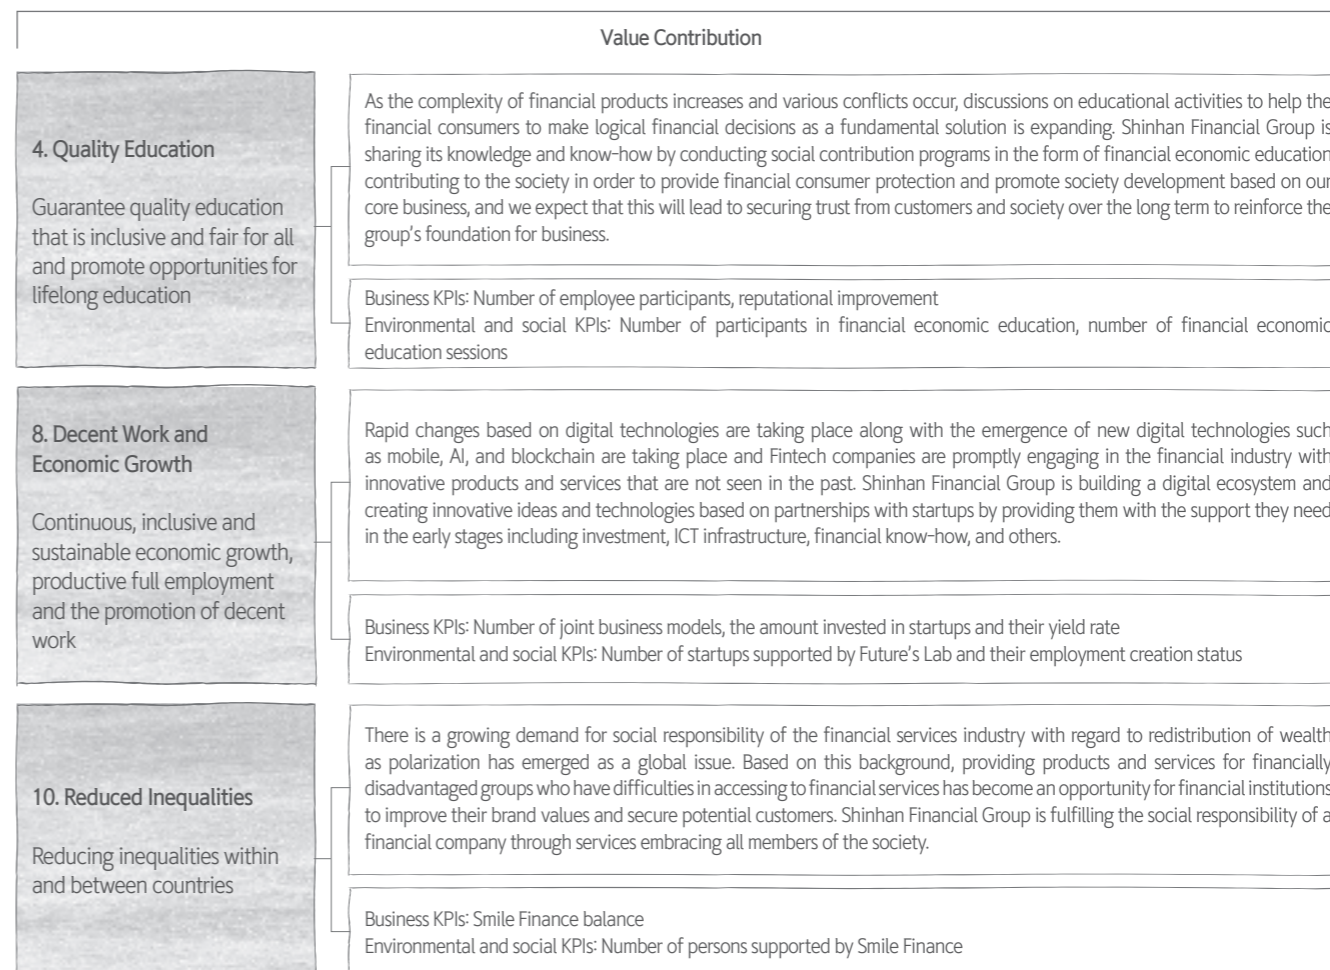 Value Contribution
4. Quality Education
Guarantee quality education
that is inclusive and fair for all
and promote opportunities for
lifelong education
As the complexity of financial products increases and various conflicts occur, discussions on educational activities to help the
financial consumers to make logical financial decisions as a fundamental solution is expanding. Shinhan Financial Group is
sharing its knowledge and know-how by conducting social contribution programs in the form of financial economic education
contributing to the society in order to provide financial consumer protection and promote society development based on our
core business, and we expect that this will lead to securing trust from customers and society over the long term to reinforce the
group's foundation for business.
Business KPIs: Number of employee participants, reputational improvement
Environmental and social KPIs: Number of participants in financial economic education, number of financial economic
education sessions
8. Decent Work and
Economic Growth
Continuous, inclusive and
sustainable economic growth,
productive full employment
and the promotion of decent
work
Rapid changes based on digital technologies are taking place along with the emergence of new digital technologies such
as mobile, AI, and blockchain are taking place and Fintech companies are promptly engaging in the financial industry with
innovative products and services that are not seen in the past. Shinhan Financial Group is building a digital ecosystem and
creating innovative ideas and technologies based on partnerships with startups by providing them with the support they need
in the early stages including investment, ICT infrastructure, financial know-how, and others.
Business KPIs: Number of joint business models, the amount invested in startups and their yield rate
Environmental and social KPIs: Number of startups supported by Future's Lab and their employment creation status
10. Reduced Inequalities
Reducing inequalities within
and between countries
There is a growing demand for social responsibility of the financial services industry with regard to redistribution of wealth
as polarization has emerged as a global issue. Based on this background, providing products and services for financially
disadvantaged groups who have difficulties in accessing to financial services has become an opportunity for financial institutions
to improve their brand values and secure potential customers. Shinhan Financial Group is fulfilling the social responsibility of a
financial company through services embracing all members of the society.
Business KPIs: Smile Finance balance
Environmental and social KPIs: Number of persons supported by Smile Finance